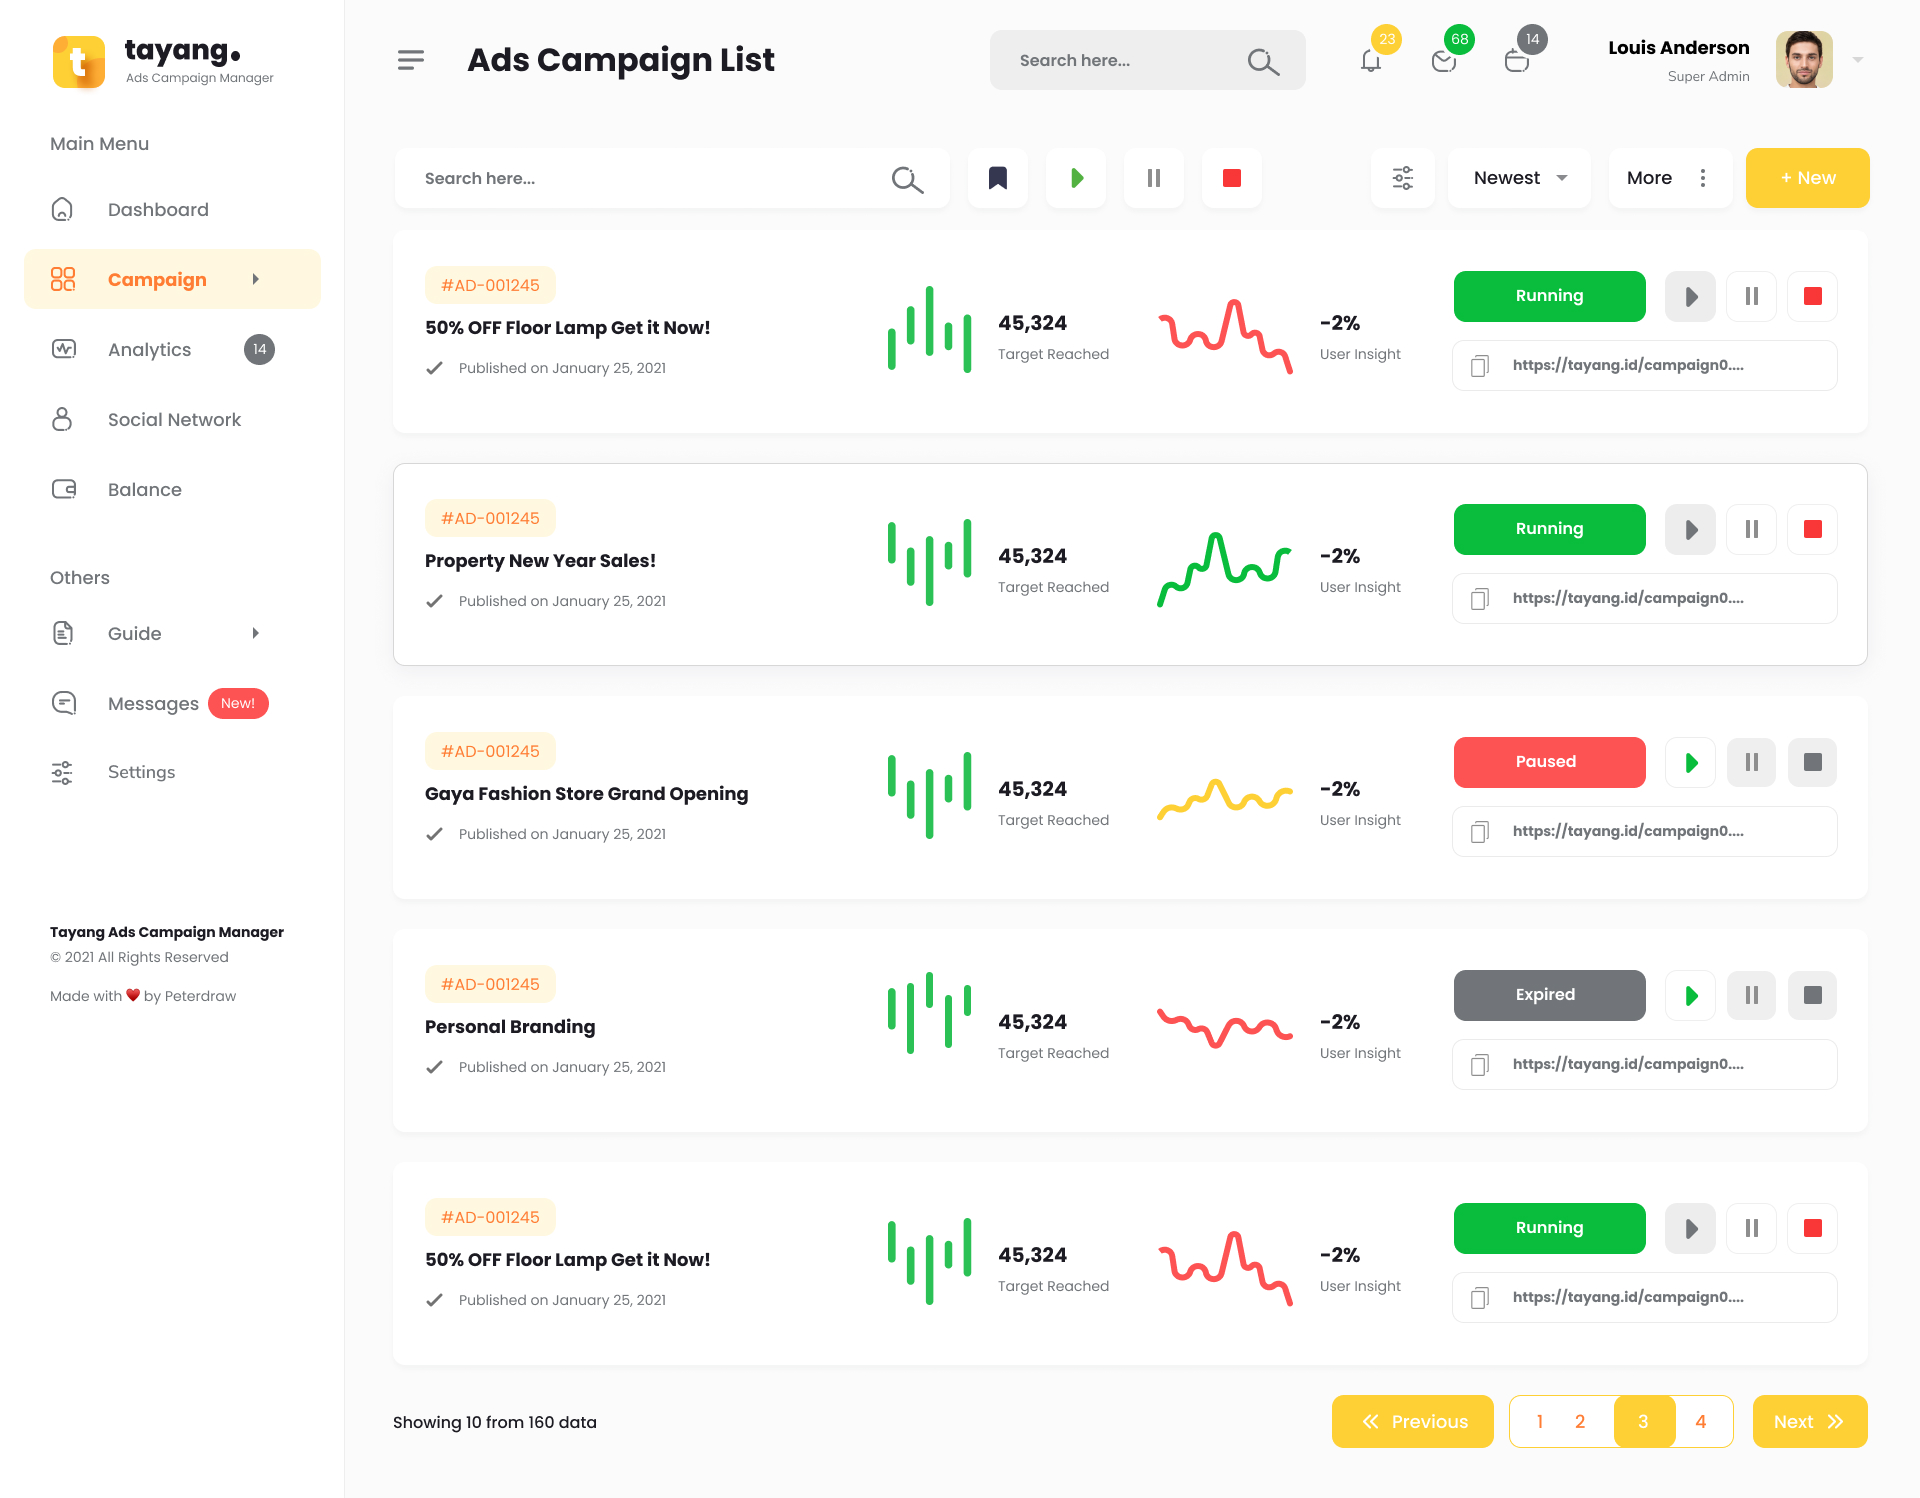 t
tayang.
Ads Campaign Manager
Main Menu
Dashboard
Campaign
Analytics
14
Social Network
Balance
Others
Guide
Messages
New!
Settings
Tayang Ads Campaign Manager
© 2021 All Rights Reserved
Made with ❤ by Peterdraw
Ads Campaign List
Search here...
23
68
14
Louis Anderson
Super Admin
Search here...
Newest
More
+ New
#AD-001245
50% OFF Floor Lamp Get it Now!
Published on January 25, 2021
45,324
Target Reached
-2%
User Insight
Running
https://tayang.id/campaign0....
#AD-001245
Property New Year Sales!
Published on January 25, 2021
45,324
Target Reached
-2%
User Insight
Running
https://tayang.id/campaign0....
#AD-001245
Gaya Fashion Store Grand Opening
Published on January 25, 2021
45,324
Target Reached
-2%
User Insight
Paused
https://tayang.id/campaign0....
#AD-001245
Personal Branding
Published on January 25, 2021
45,324
Target Reached
-2%
User Insight
Expired
https://tayang.id/campaign0....
#AD-001245
50% OFF Floor Lamp Get it Now!
Published on January 25, 2021
45,324
Target Reached
-2%
User Insight
Running
https://tayang.id/campaign0....
Showing 10 from 160 data
Previous
1 2 3 4
Next